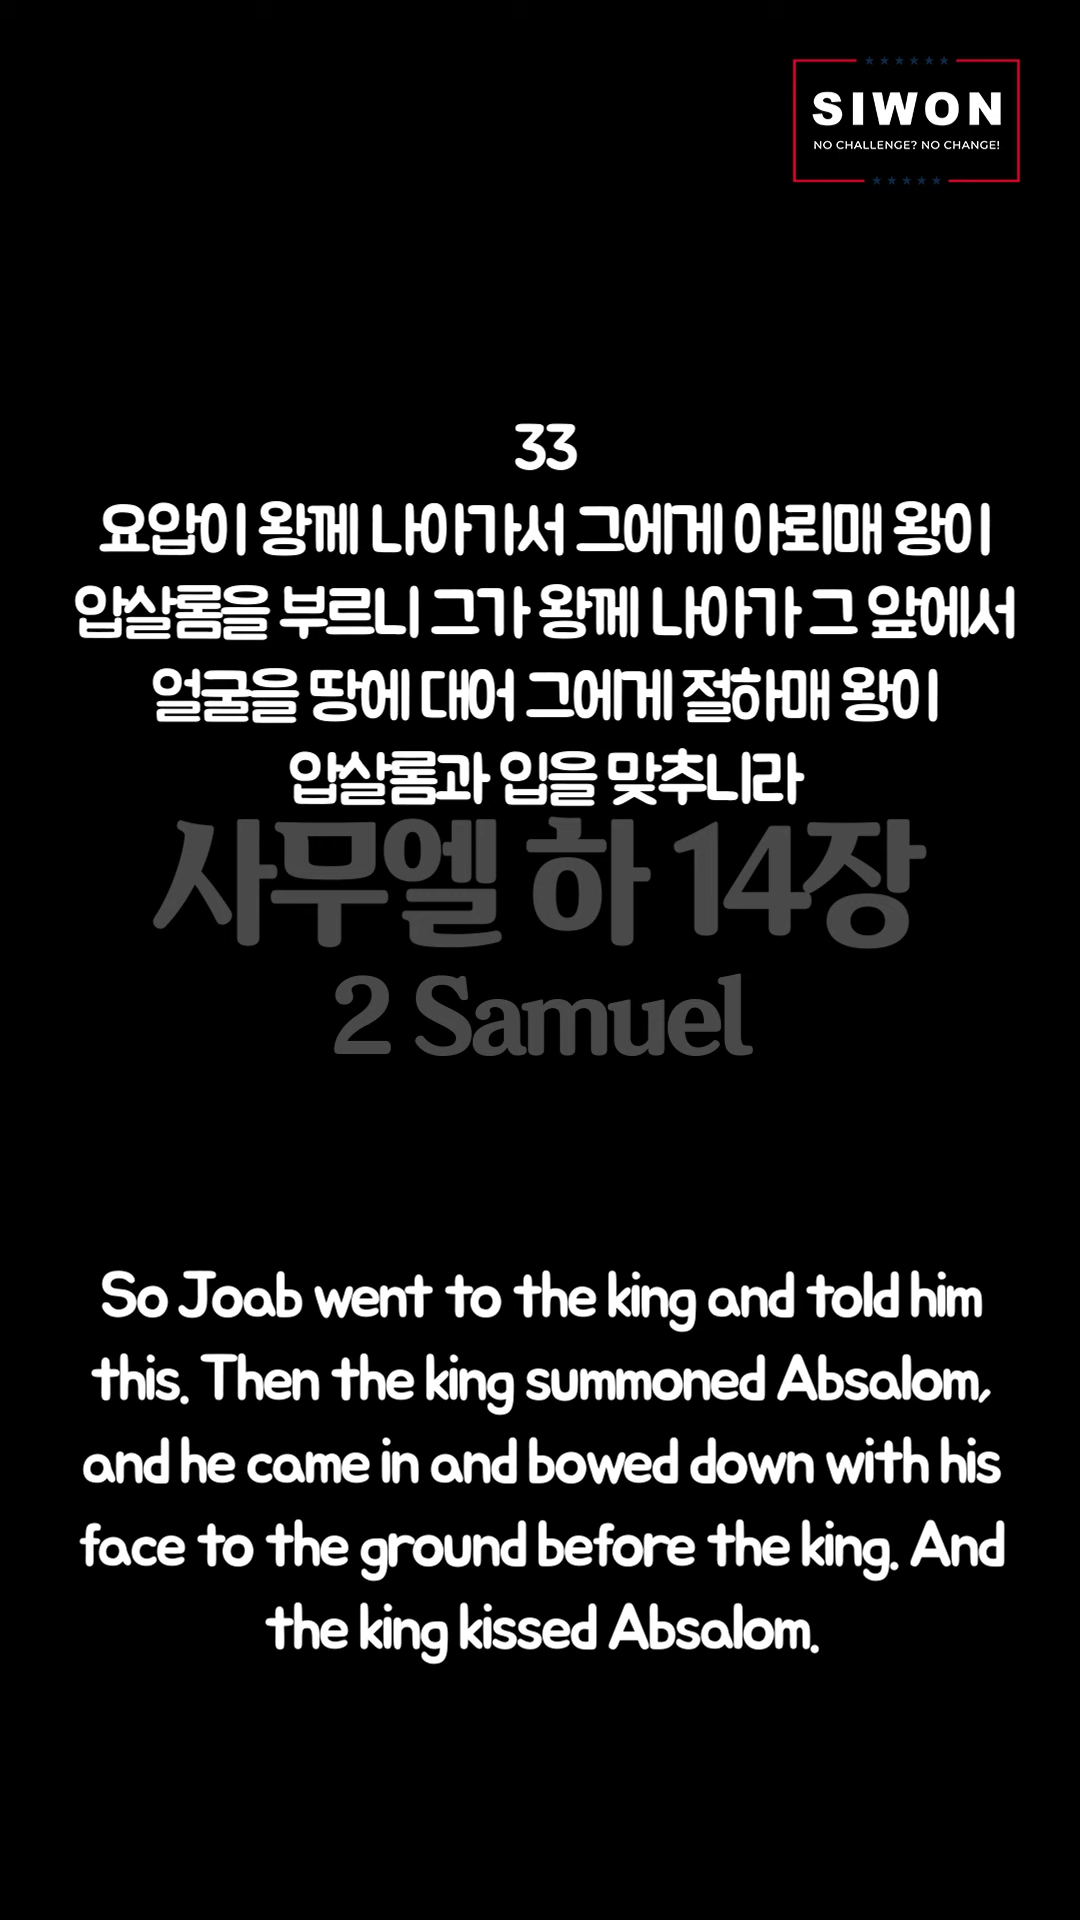 SIWON
NO CHALLENGE? NO CHANGE!
33
요압이 왕께 나아가서 그에게 아뢰매 왕이
압살롬을 부르니 그가 왕께 나아가 그 앞에서
얼굴을 땅에 대어 그에게 절하매 왕이
압살롬과 입을 맞추니라
사무엘 하 14장
2 Samuel
So Joab went to the king and told him
this. Then the king summoned Absalom,
and he came in and bowed down with his
face to the ground before the king. And
the king kissed Absalom.